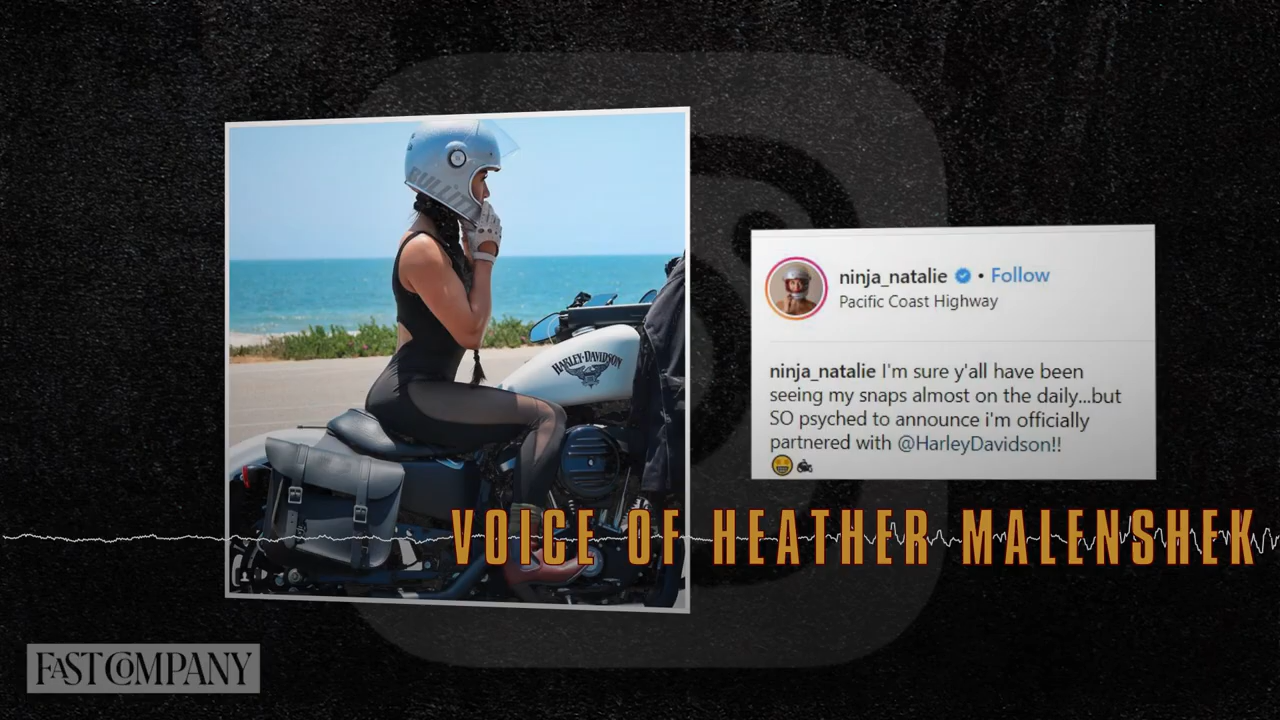 BULLITT
HARLEY-DAVIDSON
ninja_natalie • Follow
Pacific Coast Highway
ninja_natalie I'm sure y'all have been
seeing my snaps almost on the daily...but
SO psyched to announce i'm officially
partnered with @HarleyDavidson!!
VOICE OF HEATHER MALENSHEK
FAST COMPANY